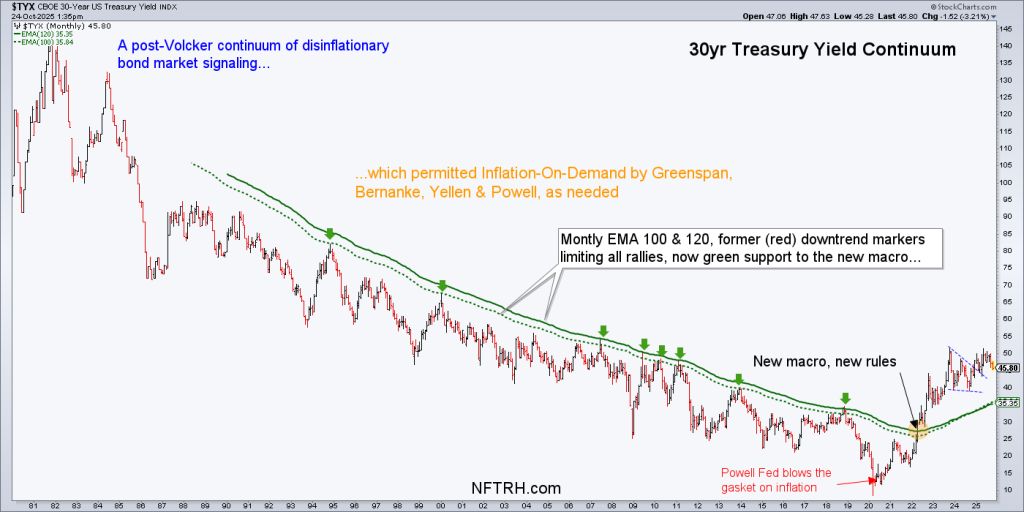 $TYX CBOE 30-Year US Treasury Yield INDX
© StockCharts.com
24-Oct-2025 1:35pm
Open 47.06 High 47.63 Low 45.28 Last 45.80 Chg -1.52 (-3.21%)
$TYX (Monthly) 45.80
EMA(120) 35.35
EMA(100) 35.84
A post-Volcker continuum of disinflationary
bond market signaling...
30yr Treasury Yield Continuum
...which permitted Inflation-On-Demand by Greenspan,
Bernanke, Yellen & Powell, as needed
Montly EMA 100 & 120, former (red) downtrend markers
limiting all rallies, now green support to the new macro...
New macro, new rules
Powell Fed blows the
gasket on inflation
NFTRH.com
145
140
135
130
125
120
115
110
105
100
95
90
85
80
75
70
65
60
55
50
45.80
40
35.35
30
25
20
15
10
81 82 83 84 85 86 87 88 89 90 91 92 93 94 95 96 97 98 99 00 01 02 03 04 05 06 07 08 09 10 11 12 13 14 15 16 17 18 19 20 21 22 23 24 25